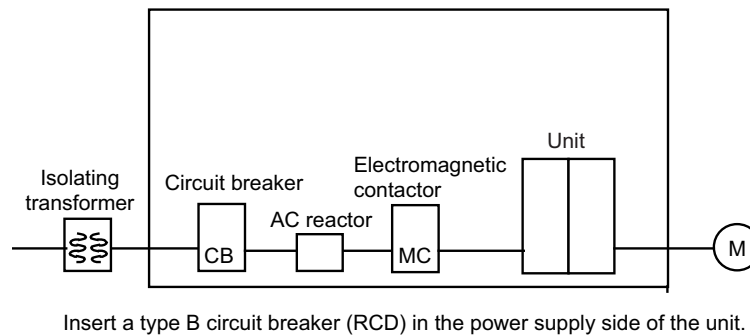 Unit
Electromagnetic
contactor
Isolating
transformer
Circuit breaker
AC reactor
CB
MC
M
Insert a type B circuit breaker (RCD) in the power supply side of the unit.